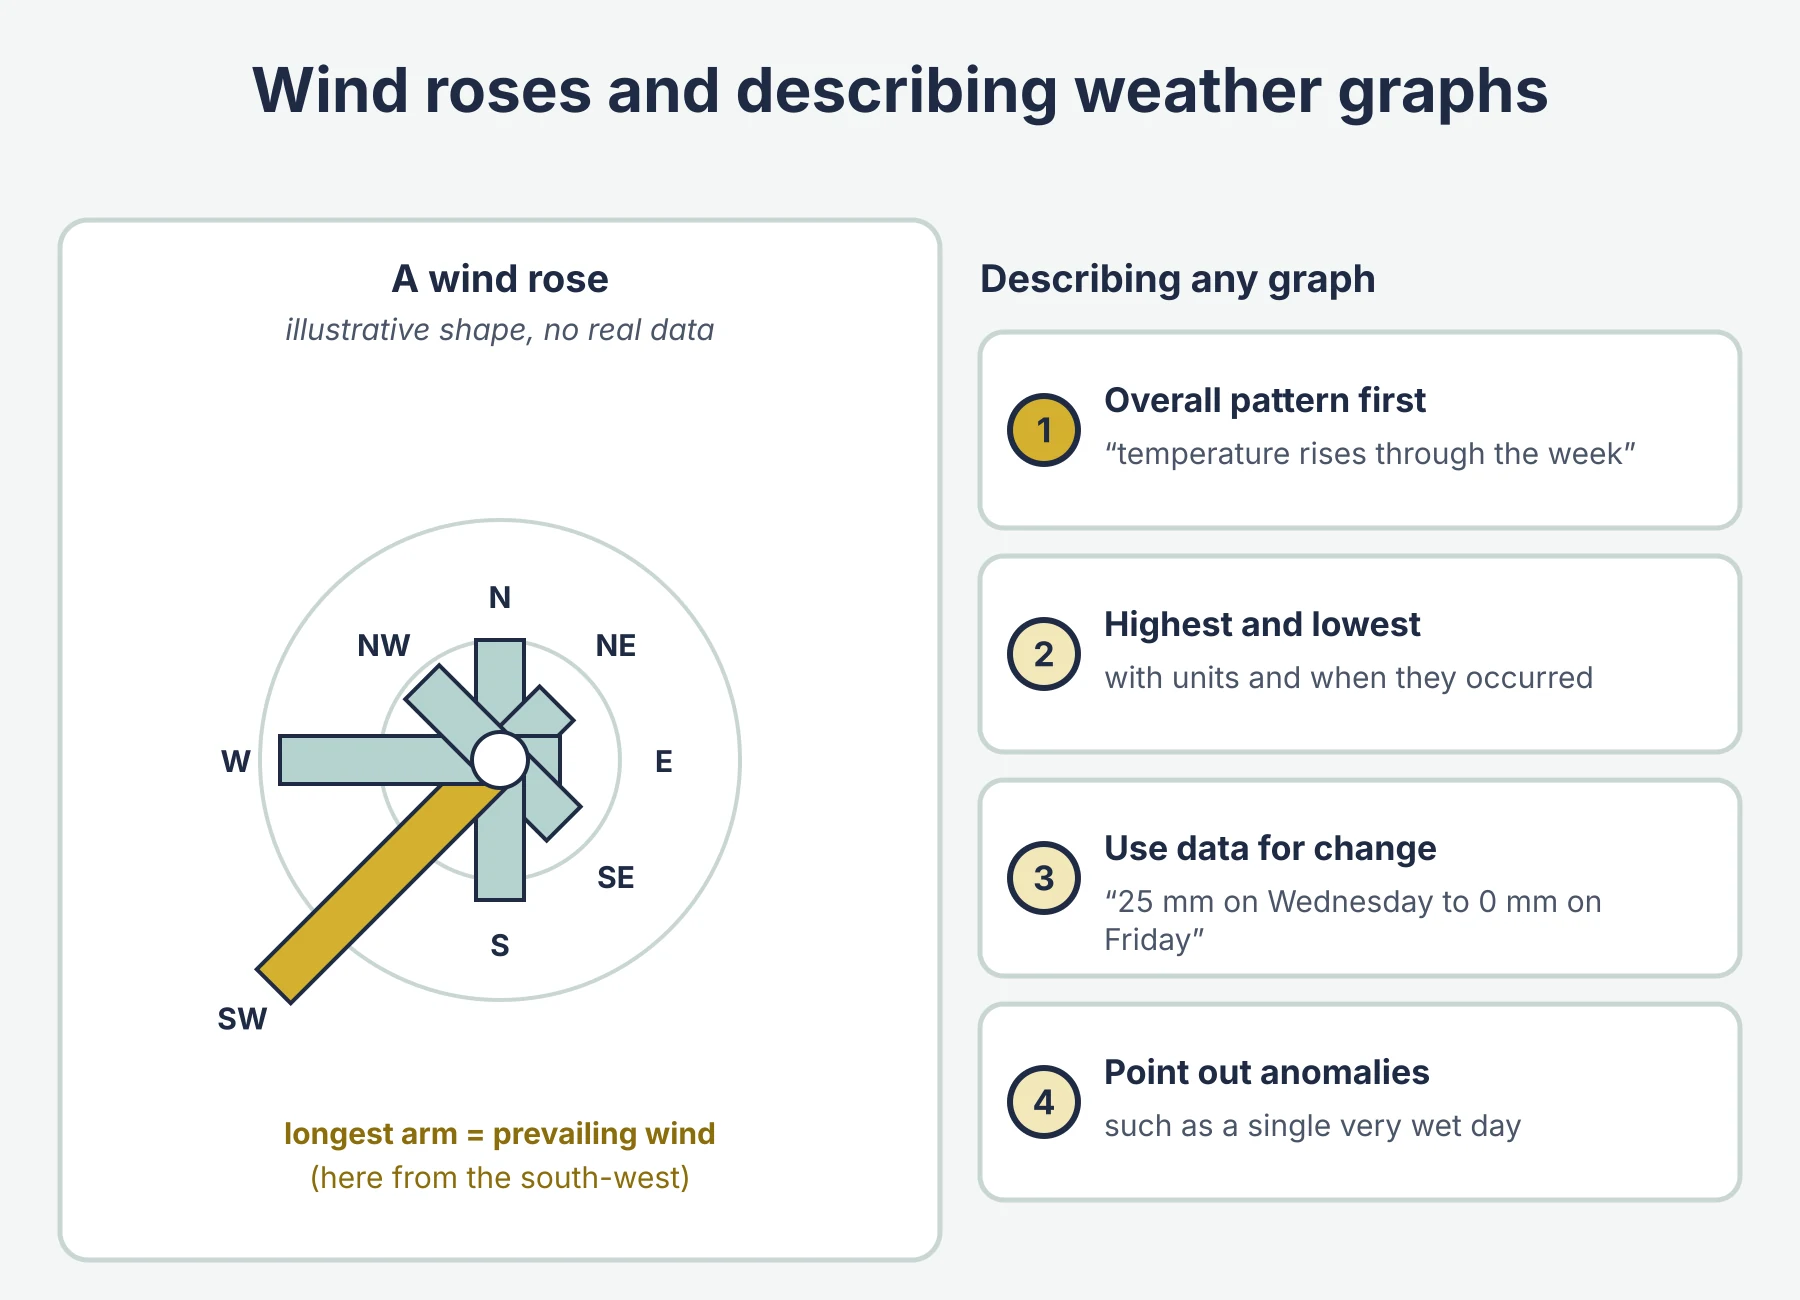 Wind roses and describing weather graphs
A wind rose
illustrative shape, no real data
N
NW
NE
W
E
SE
S
SW
longest arm = prevailing wind
(here from the south-west)
Describing any graph
1
Overall pattern first
“temperature rises through the week”
2
Highest and lowest
with units and when they occurred
3
Use data for change
“25 mm on Wednesday to 0 mm on
Friday”
4
Point out anomalies
such as a single very wet day